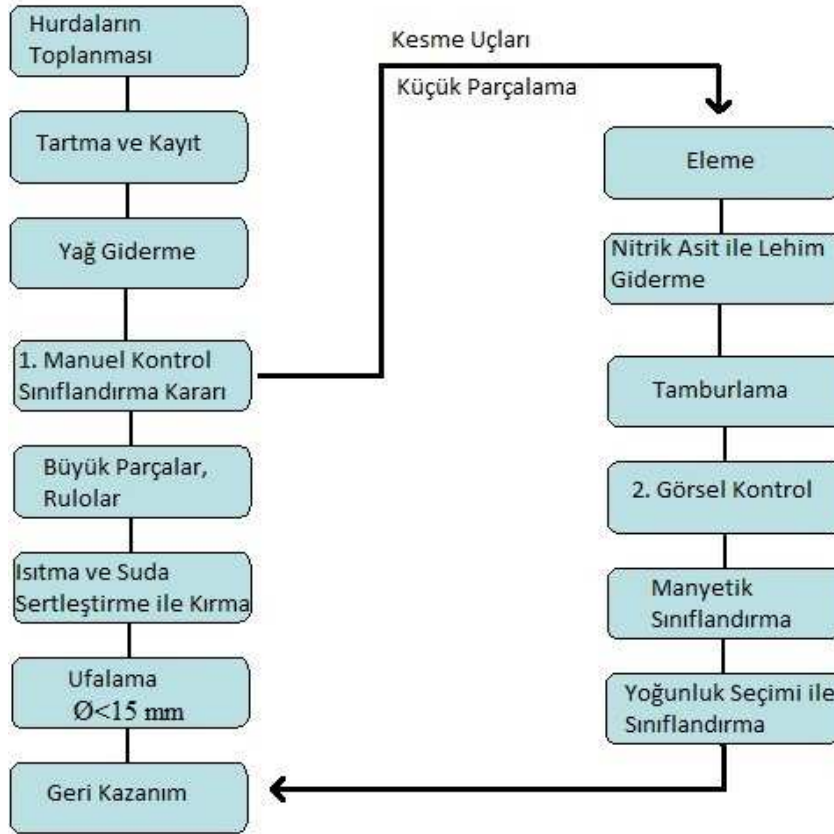 Hurdaların
Toplanması
Tartma ve Kayıt
Yağ Giderme
1. Manuel Kontrol
Sınıflandırma Kararı
Büyük Parçalar,
Rulolar
Isıtma ve Suda
Sertleştirme ile Kırma
Ufalama
Ø<15 mm
Geri Kazanım
Kesme Uçları
Küçük Parçalama
Eleme
Nitrik Asit ile Lehim
Giderme
Tamburlama
2. Görsel Kontrol
Manyetik
Sınıflandırma
Yoğunluk Seçimi ile
Sınıflandırma